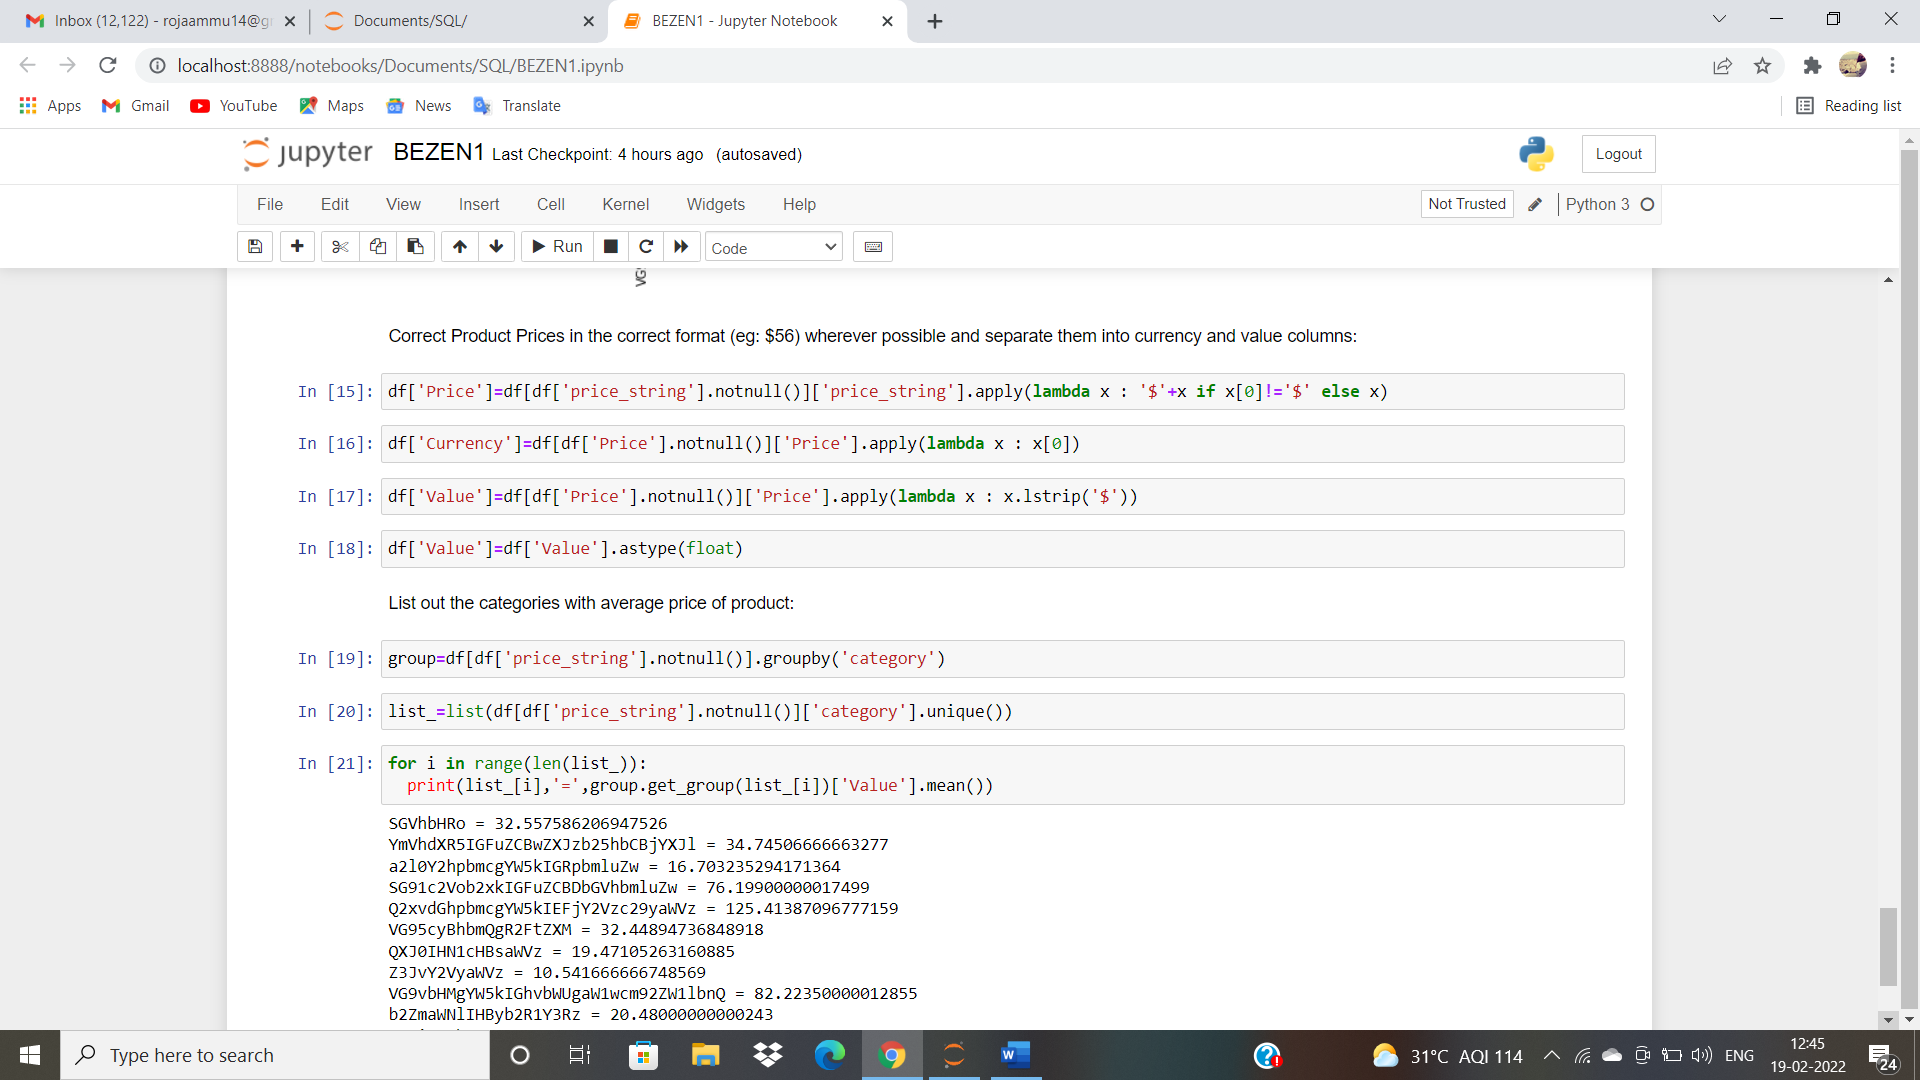 Inbox (12,122) - rojaammu14@gr
Documents/SQL/
BEZEN1 - Jupyter Notebook
localhost:8888/notebooks/Documents/SQL/BEZEN1.ipynb
Apps Gmail YouTube Maps News Translate Reading list
jupyter BEZEN1 Last Checkpoint: 4 hours ago (autosaved) Logout
File Edit View Insert Cell Kernel Widgets Help Not Trusted Python 3
Run Code
VG
Correct Product Prices in the correct format (eg: $56) wherever possible and separate them into currency and value columns:
In [15]: df['Price']=df[df['price_string'].notnull()]['price_string'].apply(lambda x : '$'+x if x[0]!='$' else x)
In [16]: df['Currency']=df[df['Price'].notnull()]['Price'].apply(lambda x : x[0])
In [17]: df['Value']=df[df['Price'].notnull()]['Price'].apply(lambda x : x.lstrip('$'))
In [18]: df['Value']=df['Value'].astype(float)
List out the categories with average price of product:
In [19]: group=df[df['price_string'].notnull()].groupby('category')
In [20]: list_=list(df[df['price_string'].notnull()]['category'].unique())
In [21]: for i in range(len(list_)):
print(list_[i],'=',group.get_group(list_[i])['Value'].mean())
SGVhbHRo = 32.557586206947526
YmVhdXR5IGFuZCBwZXJzb25hbCBjYXJl = 34.74506666663277
a2l0Y2hpbmcgYW5kIGRpbmluZw = 16.703235294171364
SG91c2Vob2xkIGFuZCBDbGVhbmluZw = 76.19900000017499
Q2xvdGhpbmcgYW5kIEFjY2Vzc29yaWVz = 125.41387096777159
VG95cyBhbmQgR2FtZXM = 32.44894736848918
QXJ0IHN1cHBsaWVz = 19.47105263160885
Z3JvY2VyaWVz = 10.541666666748569
VG9vbHMgYW5kIGhvbWUgaW1wcm92ZW1lbnQ = 82.22350000012855
b2ZmaWNlIHByb2R1Y3Rz = 20.48000000000243
Type here to search
31°C AQI 114 ENG
12:45
19-02-2022
24